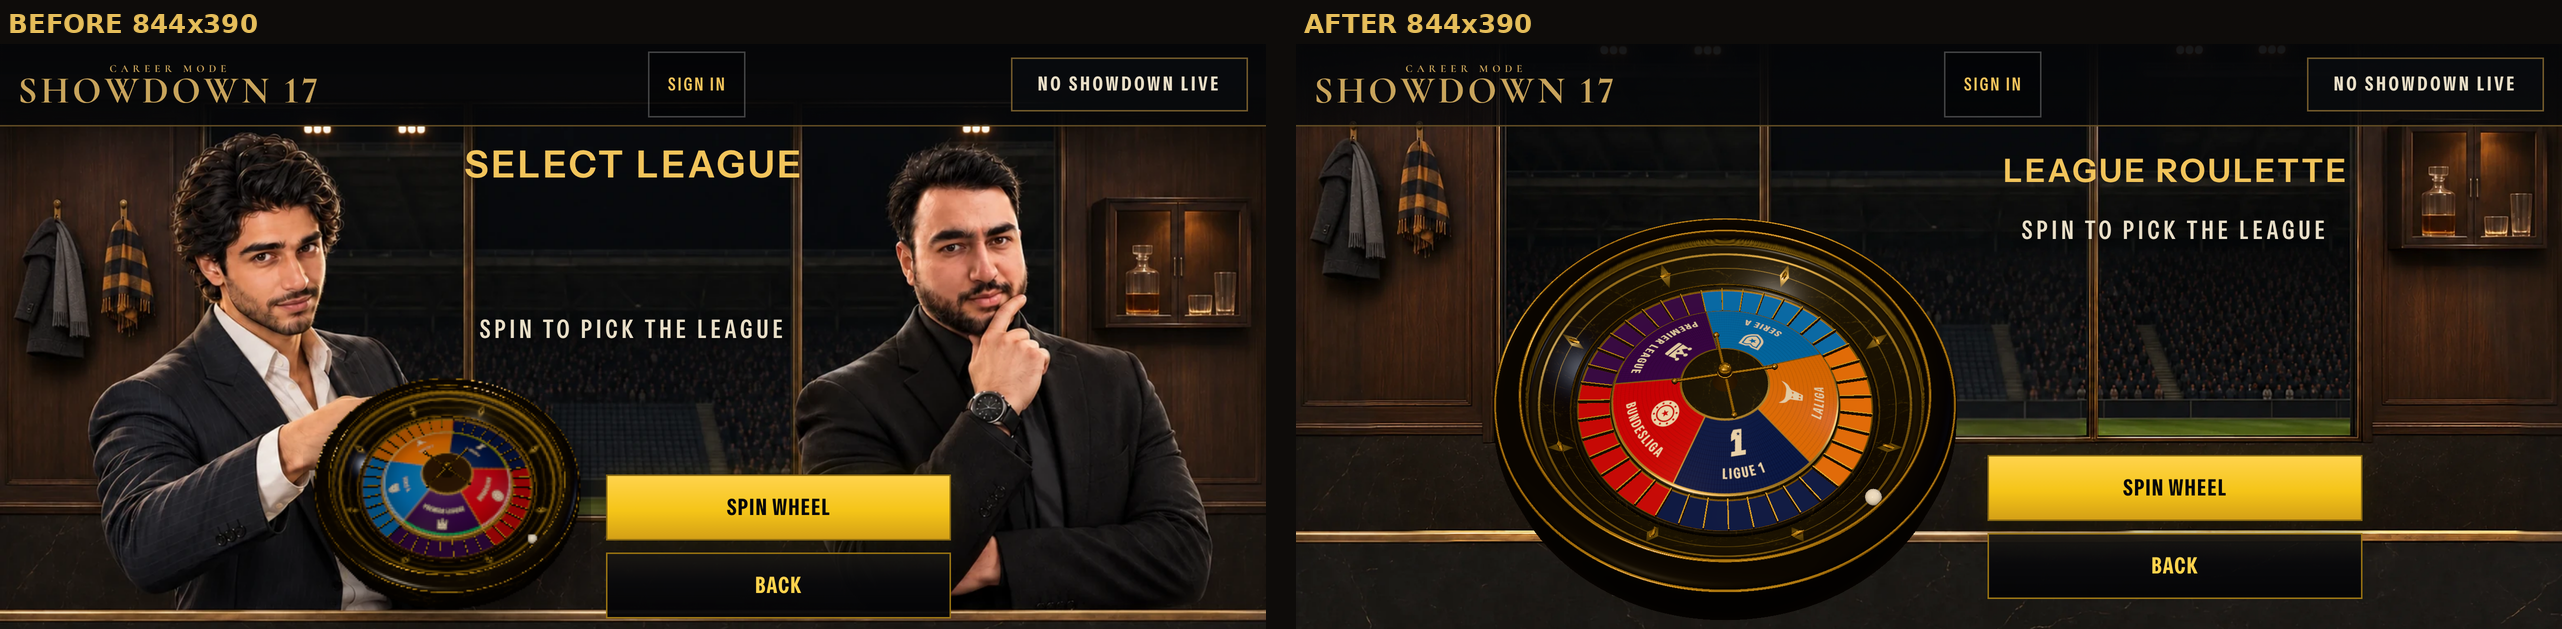 BEFORE 844x390
CAREER MODE
SHOWDOWN 17
SIGN IN
NO SHOWDOWN LIVE
SELECT LEAGUE
SPIN TO PICK THE LEAGUE
PREMIER LEAGUE
SPIN WHEEL
BACK
AFTER 844x390
CAREER MODE
SHOWDOWN 17
SIGN IN
NO SHOWDOWN LIVE
LEAGUE ROULETTE
SPIN TO PICK THE LEAGUE
PREMIER LEAGUE
SERIE A
LALIGA
BUNDESLIGA
1
LIGUE 1
SPIN WHEEL
BACK